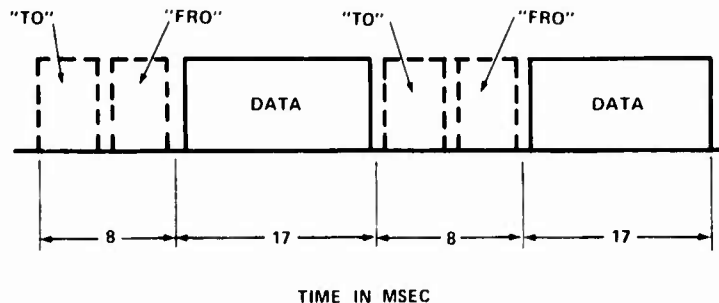 "TO" "FRO" "TO" "FRO"
DATA DATA
8 17 8 17
TIME IN MSEC